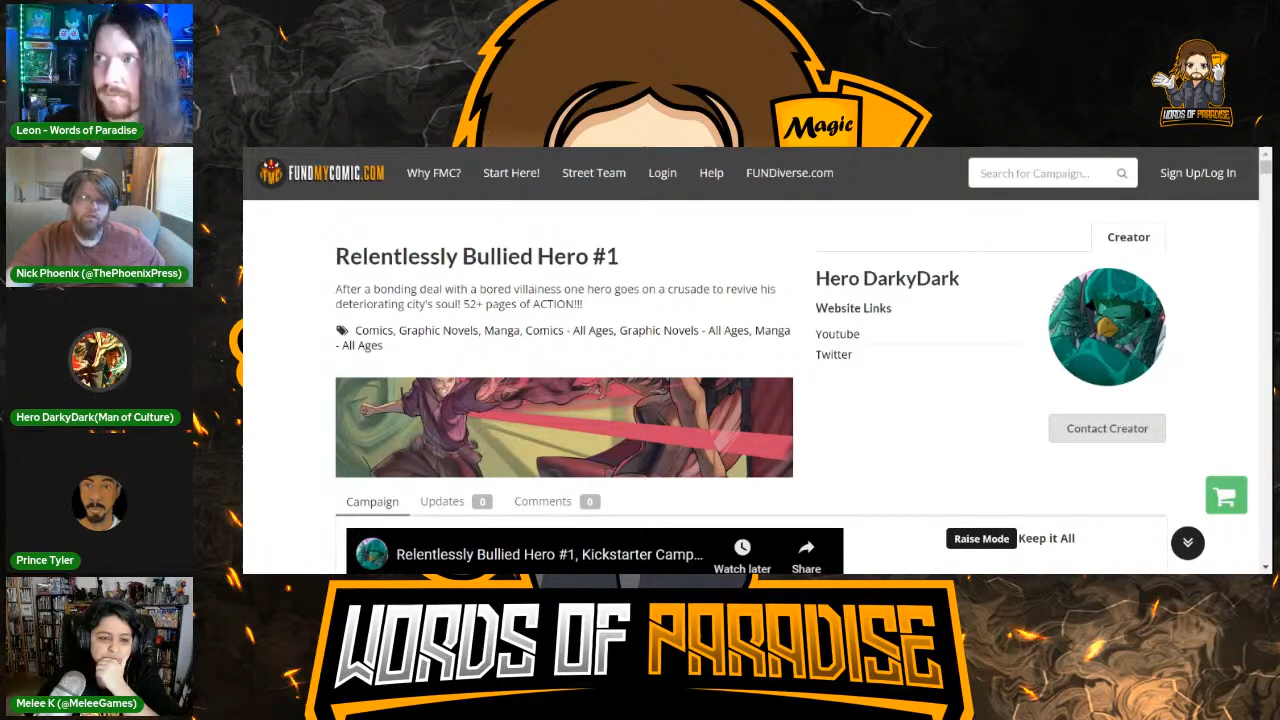 Leon - Words of Paradise
Nick Phoenix (@ThePhoenixPress)
Hero DarkyDark(Man of Culture)
Prince Tyler
Melee K (@MeleeGames)
Magic
WORDS OF PARADISE
FMC FUNDMYCOMIC.COM
Why FMC?
Start Here!
Street Team
Login
Help
FUNDiverse.com
Search for Campaign...
Sign Up/Log In
Relentlessly Bullied Hero #1
After a bonding deal with a bored villainess one hero goes on a crusade to revive his
deteriorating city's soul! 52+ pages of ACTION!!!
Comics, Graphic Novels, Manga, Comics - All Ages, Graphic Novels - All Ages, Manga
- All Ages
Creator
Hero DarkyDark
Website Links
Youtube
Twitter
Contact Creator
Campaign
Updates 0
Comments 0
Relentlessly Bullied Hero #1, Kickstarter Camp...
Watch later
Share
Raise Mode Keep it All
WORDS OF PARADISE